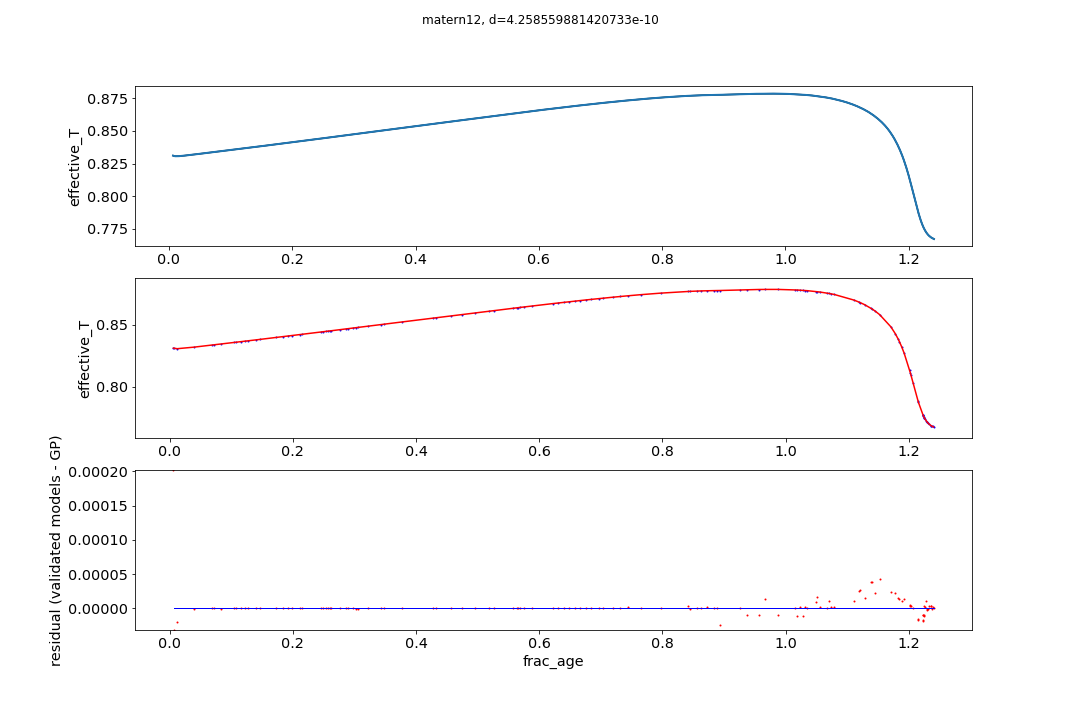 matern12, d=4.258559881420733e-10
effective_T
0.875
0.850
0.825
0.800
0.775
0.0 0.2 0.4 0.6 0.8 1.0 1.2
effective_T
0.85
0.80
0.0 0.2 0.4 0.6 0.8 1.0 1.2
residual (validated models - GP)
0.00020
0.00015
0.00010
0.00005
0.00000
0.0 0.2 0.4 0.6 0.8 1.0 1.2
frac_age